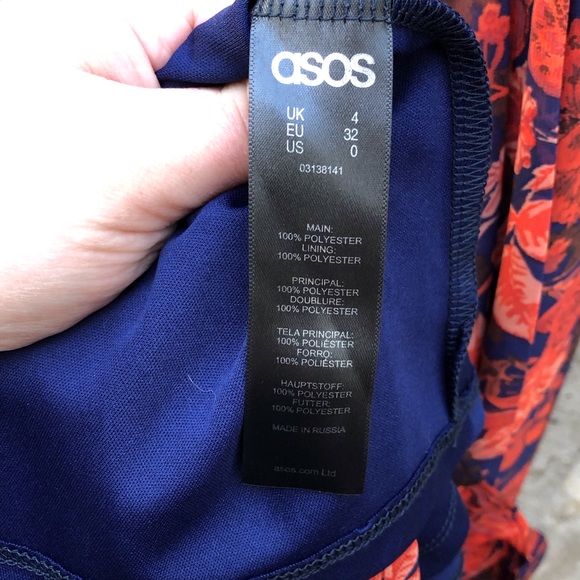 asos
UK 4
EU 32
US 0
03138141
MAIN:
100% POLYESTER
LINING:
100% POLYESTER
PRINCIPAL:
100% POLYESTER
DOUBLURE:
100% POLYESTER
TELA PRINCIPAL:
100% POLIÉSTER
FORRO:
100% POLIÉSTER
HAUPTSTOFF:
100% POLYESTER
FUTTER:
100% POLYESTER
MADE IN RUSSIA
asos.com Ltd